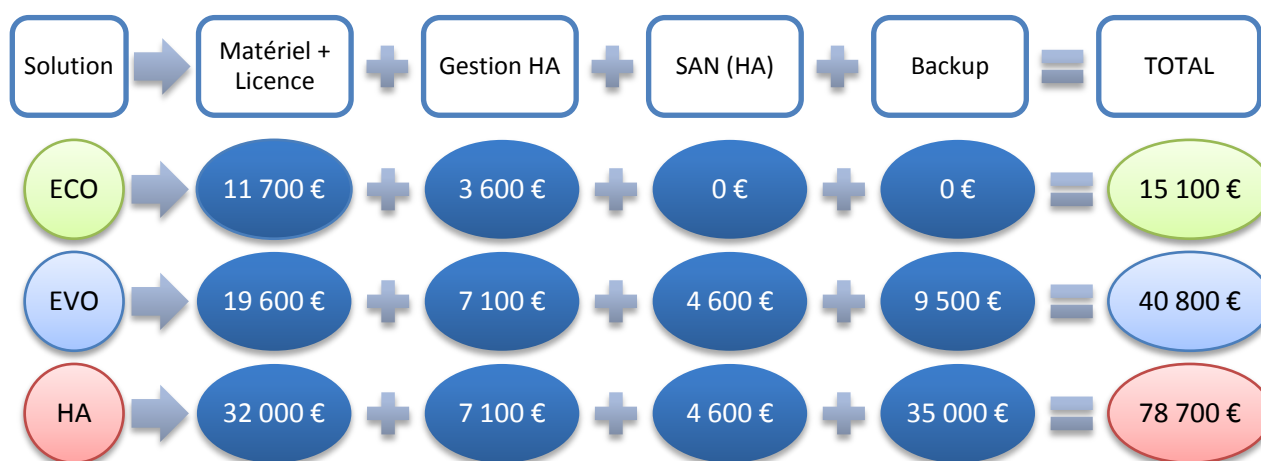 Solution
Matériel +
Licence
Gestion HA
SAN (HA)
Backup
TOTAL
ECO
11 700 €
3 600 €
0 €
0 €
15 100 €
EVO
19 600 €
7 100 €
4 600 €
9 500 €
40 800 €
HA
32 000 €
7 100 €
4 600 €
35 000 €
78 700 €